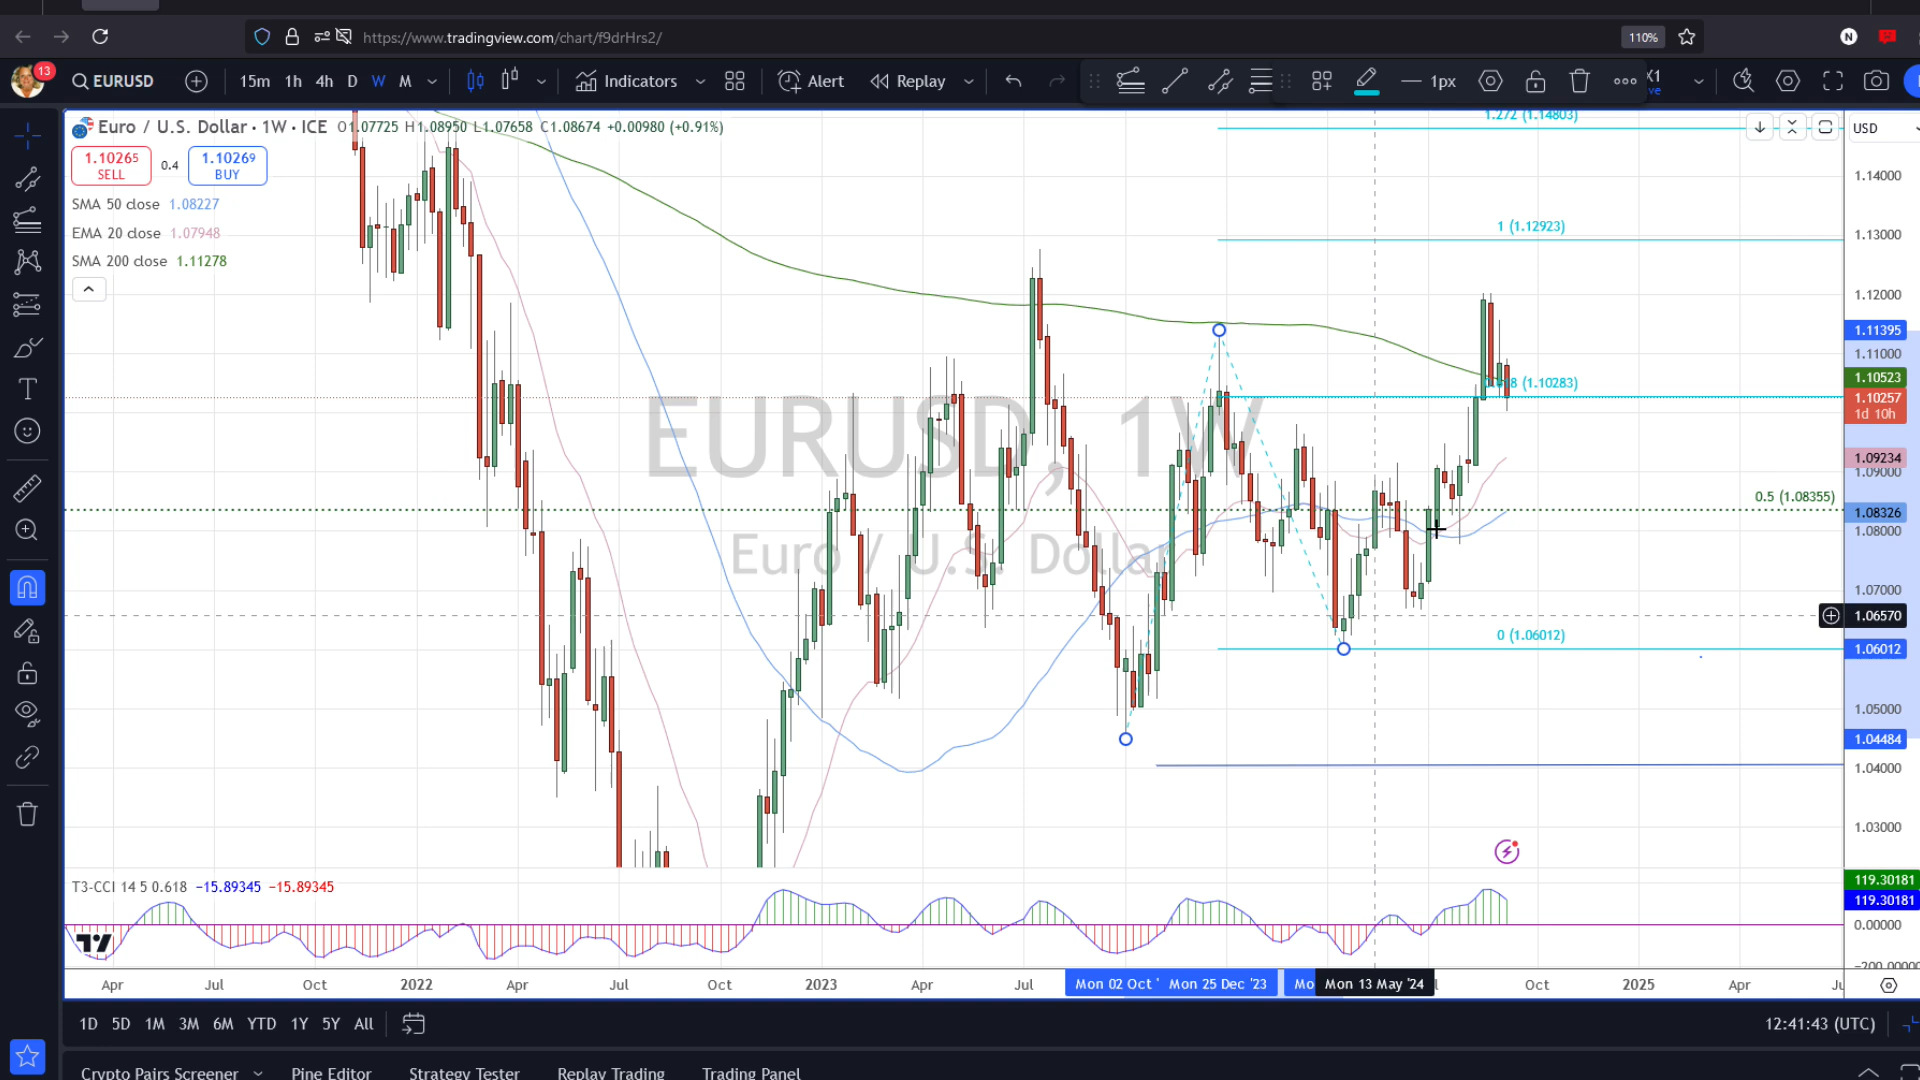 https://www.tradingview.com/chart/f9drHrs2/
110%
N
13
EURUSD
15m 1h 4h D W M
Indicators
Alert
Replay
1px
Euro / U.S. Dollar · 1W · ICE O1.07725 H1.08950 L1.07658 C1.08674 +0.00980 (+0.91%)
USD
1.10265 SELL
0.4
1.10269 BUY
SMA 50 close 1.08227
EMA 20 close 1.07948
SMA 200 close 1.11278
1.272 (1.14803)
1 (1.12923)
(1.10283)
0.5 (1.08355)
0 (1.06012)
EURUSD, 1W
Euro / U.S. Dollar
1.14000
1.13000
1.12000
1.11395
1.11000
1.10523
1.10257
1d 10h
1.09234
1.09000
1.08326
1.08000
1.07000
1.06570
1.06012
1.05000
1.04484
1.04000
1.03000
T3-CCI 14 5 0.618 −15.89345 −15.89345
119.30181
119.30181
0.00000
Apr Jul Oct 2022 Apr Jul Oct 2023 Apr Jul Mon 02 Oct ' Mon 25 Dec '23 Mo Mon 13 May '24 Oct 2025 Apr
1D 5D 1M 3M 6M YTD 1Y 5Y All
12:41:43 (UTC)
Crypto Pairs Screener Pine Editor Strategy Tester Replay Trading Trading Panel